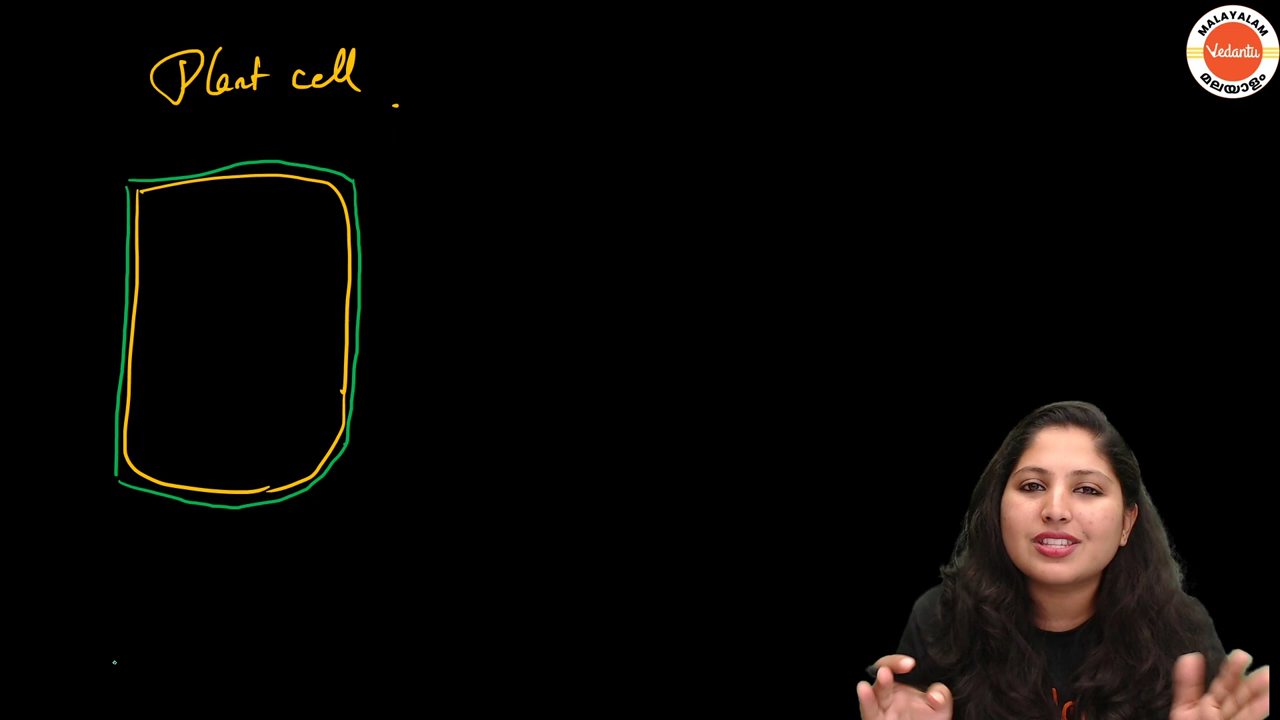 Plant cell
MALAYALAM
Vedantu
മലയാളം